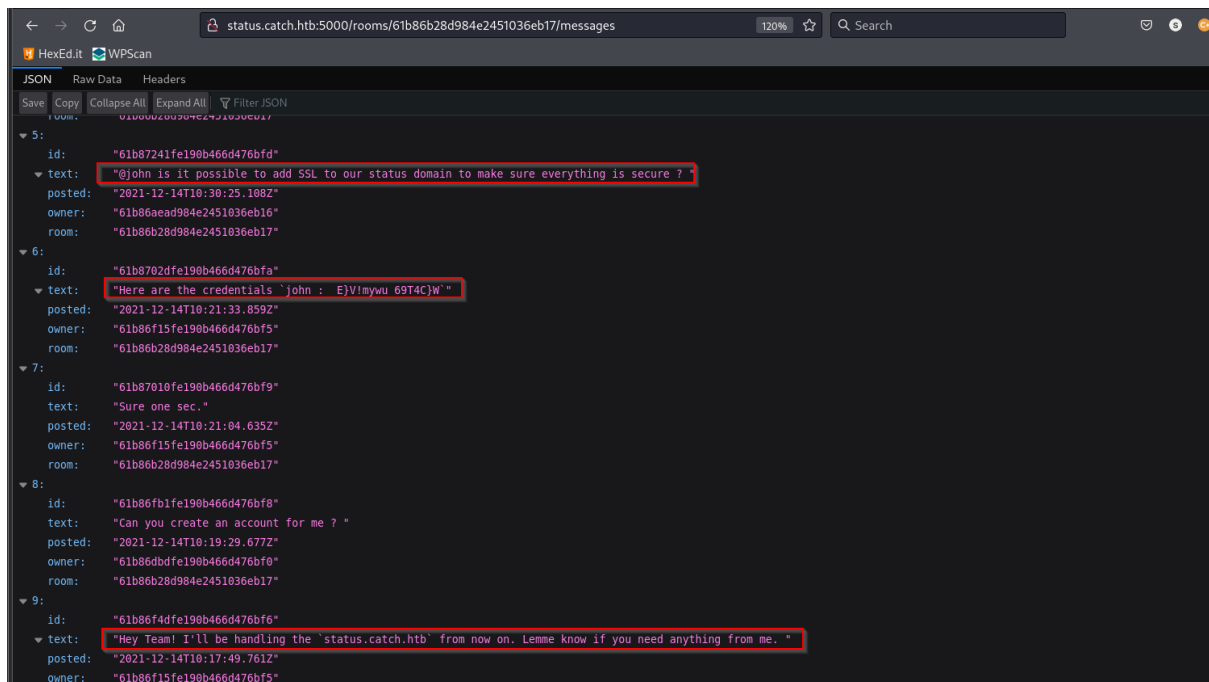 status.catch.htb:5000/rooms/61b86b28d984e2451036eb17/messages 120% Search
HexEd.it WPScan
JSON Raw Data Headers
Save Copy Collapse All Expand All Filter JSON
room: "61b86b28d984e2451036eb17"
5:
id: "61b87241fe190b466d476bfd"
text: "@john is it possible to add SSL to our status domain to make sure everything is secure ? "
posted: "2021-12-14T10:30:25.108Z"
owner: "61b86aead984e2451036eb16"
room: "61b86b28d984e2451036eb17"
6:
id: "61b8702dfe190b466d476bfa"
text: "Here are the credentials `john :  E}V!mywu 69T4C}W`"
posted: "2021-12-14T10:21:33.859Z"
owner: "61b86f15fe190b466d476bf5"
room: "61b86b28d984e2451036eb17"
7:
id: "61b87010fe190b466d476bf9"
text: "Sure one sec."
posted: "2021-12-14T10:21:04.635Z"
owner: "61b86f15fe190b466d476bf5"
room: "61b86b28d984e2451036eb17"
8:
id: "61b86fb1fe190b466d476bf8"
text: "Can you create an account for me ? "
posted: "2021-12-14T10:19:29.677Z"
owner: "61b86dbdfe190b466d476bf0"
room: "61b86b28d984e2451036eb17"
9:
id: "61b86f4dfe190b466d476bf6"
text: "Hey Team! I'll be handling the `status.catch.htb` from now on. Lemme know if you need anything from me. "
posted: "2021-12-14T10:17:49.761Z"
owner: "61b86f15fe190b466d476bf5"